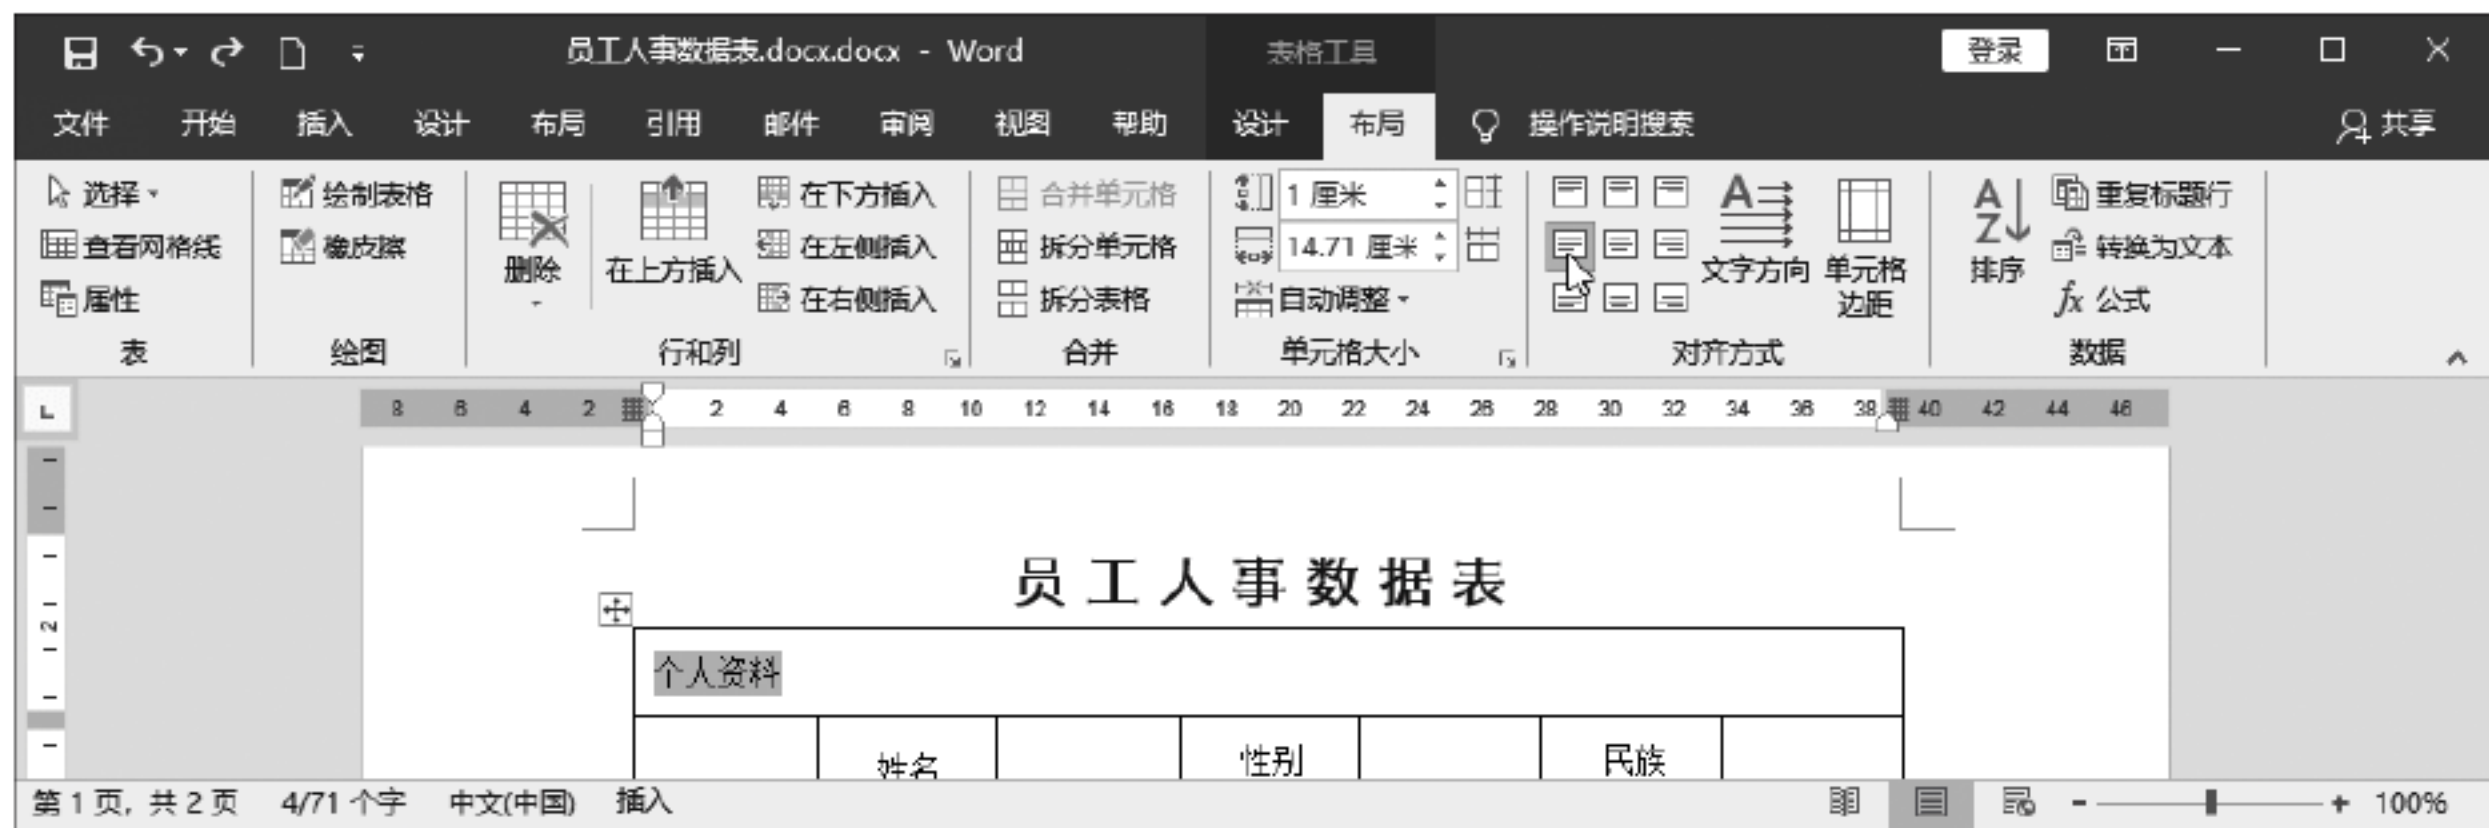 员工人事数据表.docx.docx - Word
表格工具
登录
文件 开始 插入 设计 布局 引用 邮件 审阅 视图 帮助 设计 布局 操作说明搜索 共享
选择 绘制表格 在下方插入 合并单元格 1 厘米 重复标题行
查看网格线 橡皮擦 在左侧插入 拆分单元格 14.71 厘米 转换为文本
删除 在上方插入 文字方向 单元格边距 排序
属性 在右侧插入 拆分表格 自动调整 fx 公式
表 绘图 行和列 合并 单元格大小 对齐方式 数据
L 8 6 4 2 2 4 6 8 10 12 14 16 18 20 22 24 26 28 30 32 34 36 38 40 42 44 46
员工人事数据表
2
个人资料
姓名 性别 民族
第 1 页, 共 2 页 4/71 个字 中文(中国) 插入 - + 100%